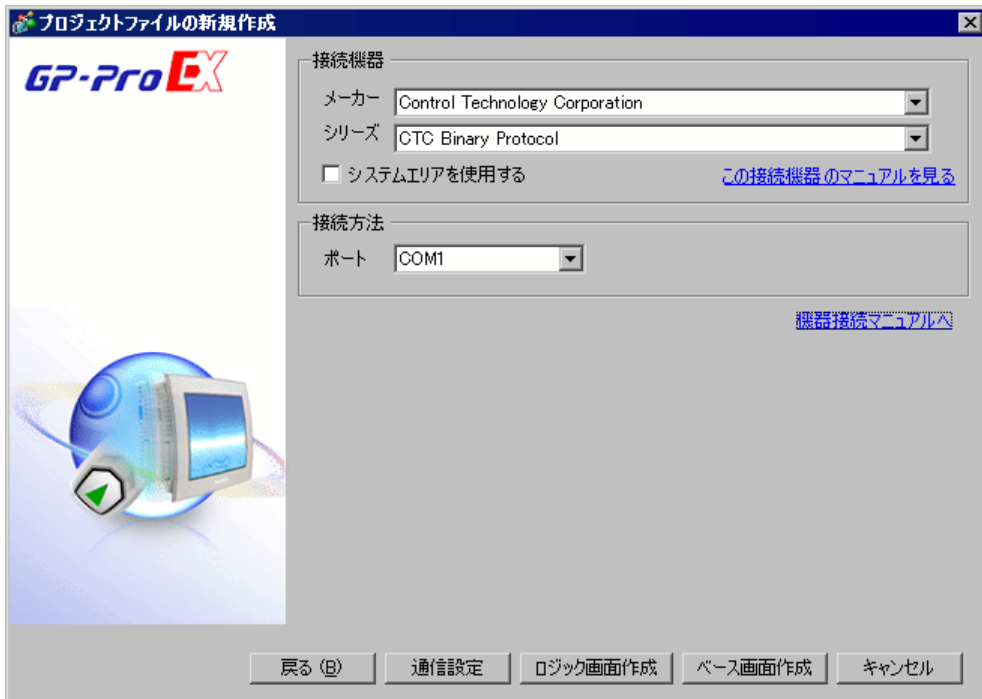 プロジェクトファイルの新規作成
GP-Pro EX
接続機器
メーカー Control Technology Corporation
シリーズ CTC Binary Protocol
システムエリアを使用する この接続機器のマニュアルを見る
接続方法
ポート COM1
機器接続マニュアルへ
戻る (B) 通信設定 ロジック画面作成 ベース画面作成 キャンセル